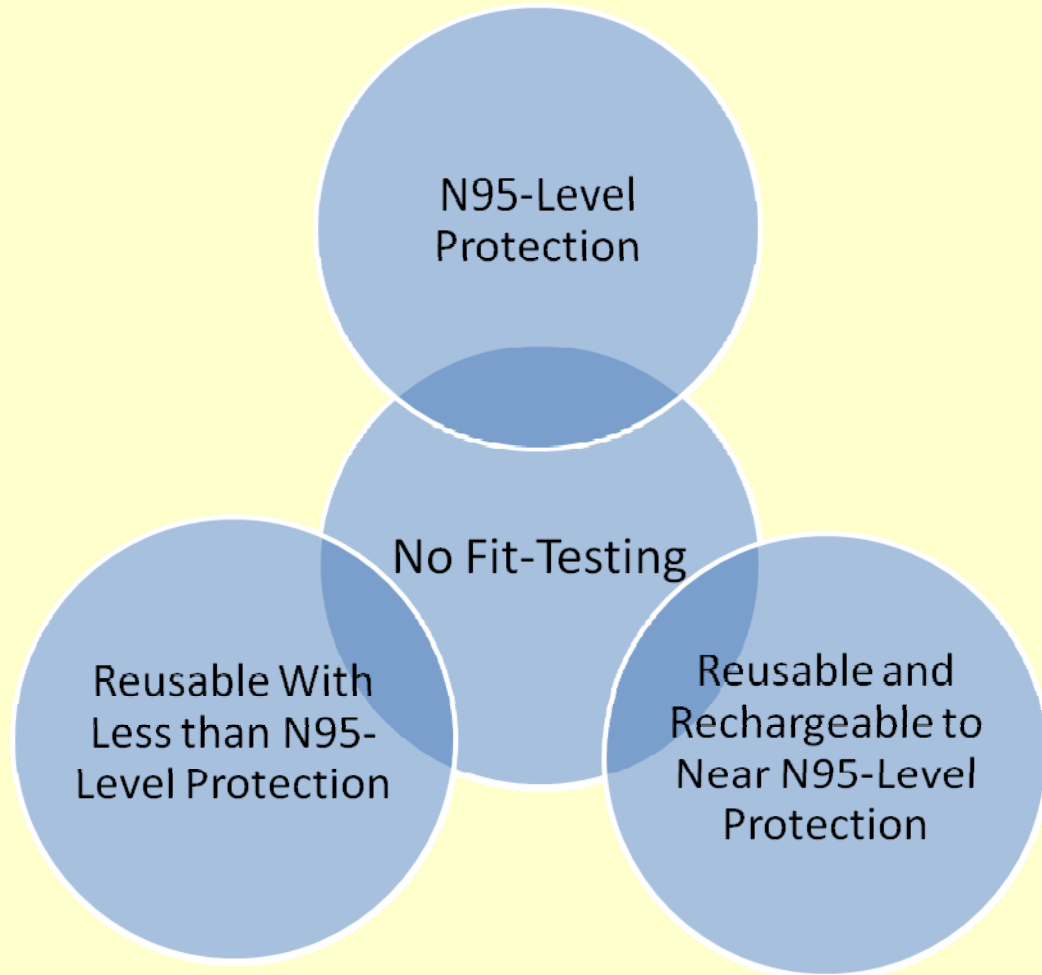 N95-Level
Protection
No Fit-Testing
Reusable With
Less than N95-
Level Protection
Reusable and
Rechargeable to
Near N95-Level
Protection